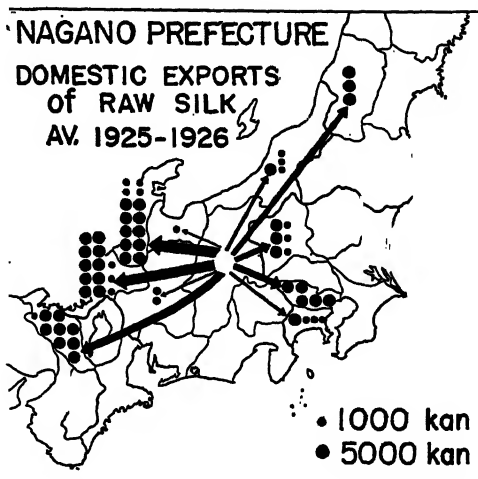 NAGANO PREFECTURE
DOMESTIC EXPORTS
of RAW SILK
AV. 1925-1926
1000 kan
5000 kan